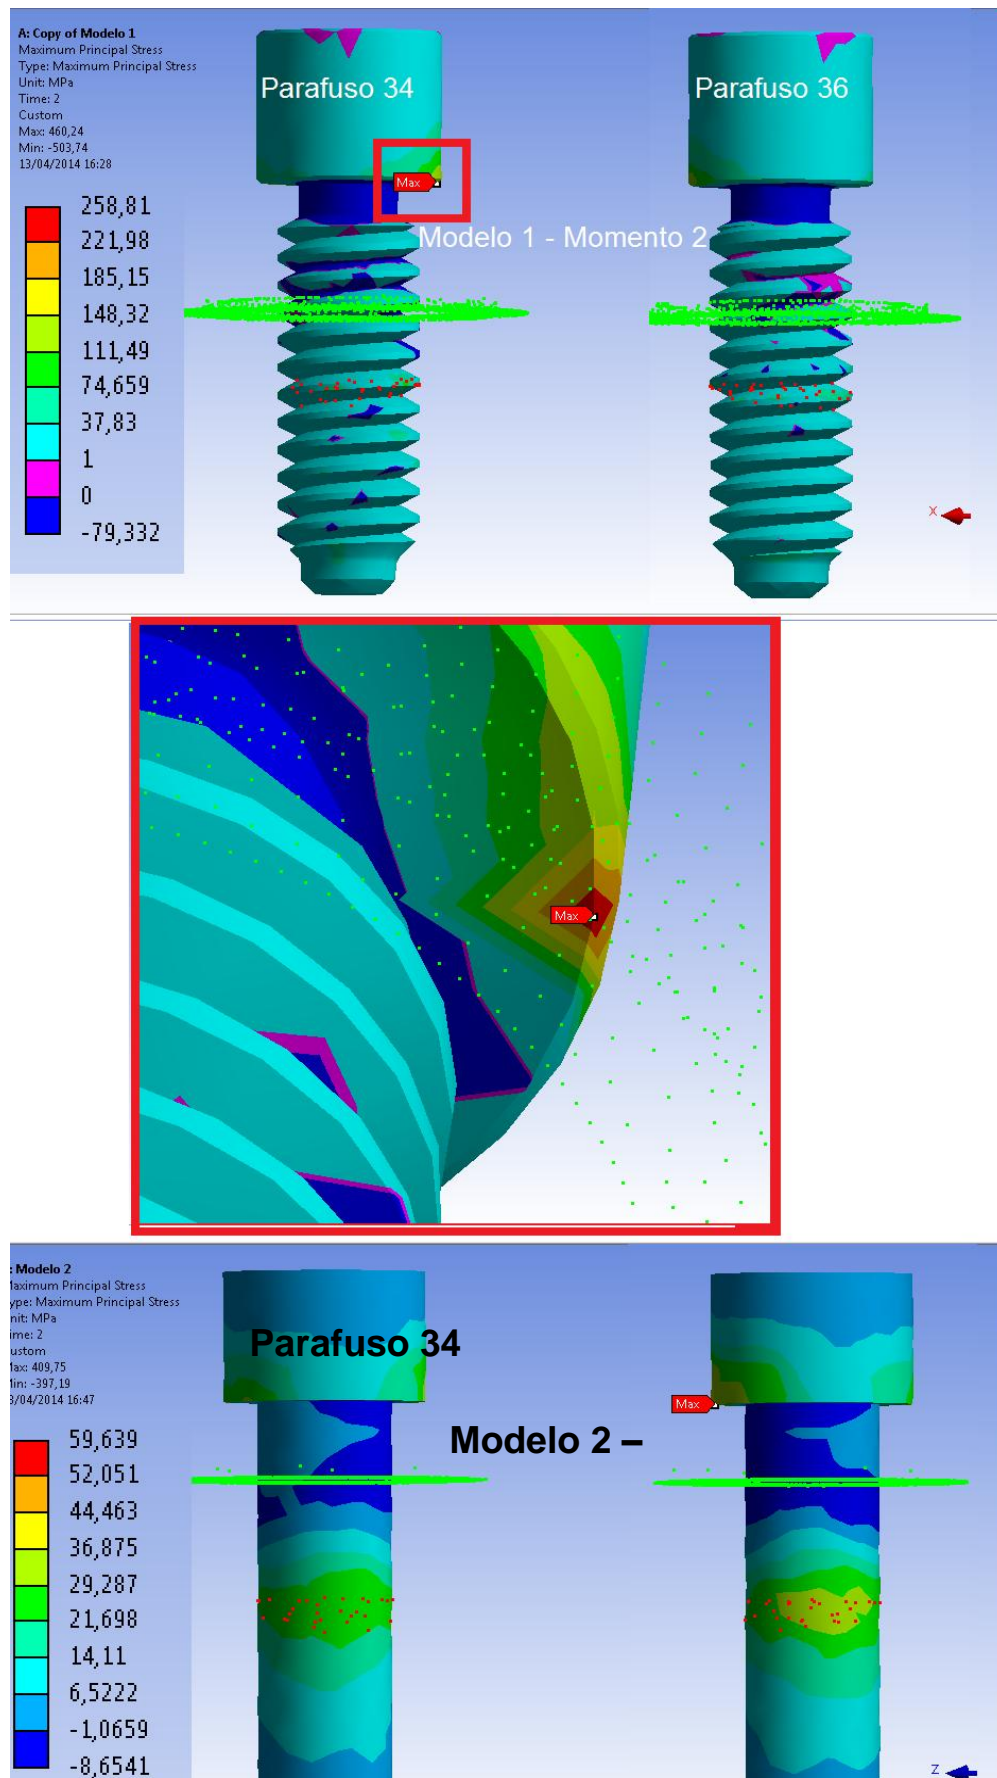 A: Copy of Modelo 1
Maximum Principal Stress
Type: Maximum Principal Stress
Unit: MPa
Time: 2
Custom
Max: 460,24
Min: -503,74
13/04/2014 16:28
258,81
221,98
185,15
148,32
111,49
74,659
37,83
1
0
-79,332
Parafuso 34
Parafuso 36
Max
Modelo 1 - Momento 2
X
Max
: Modelo 2
Maximum Principal Stress
ype: Maximum Principal Stress
nit: MPa
ime: 2
ustom
Max: 409,75
Min: -397,19
3/04/2014 16:47
59,639
52,051
44,463
36,875
29,287
21,698
14,11
6,5222
-1,0659
-8,6541
Parafuso 34
Max
Modelo 2 –
Z